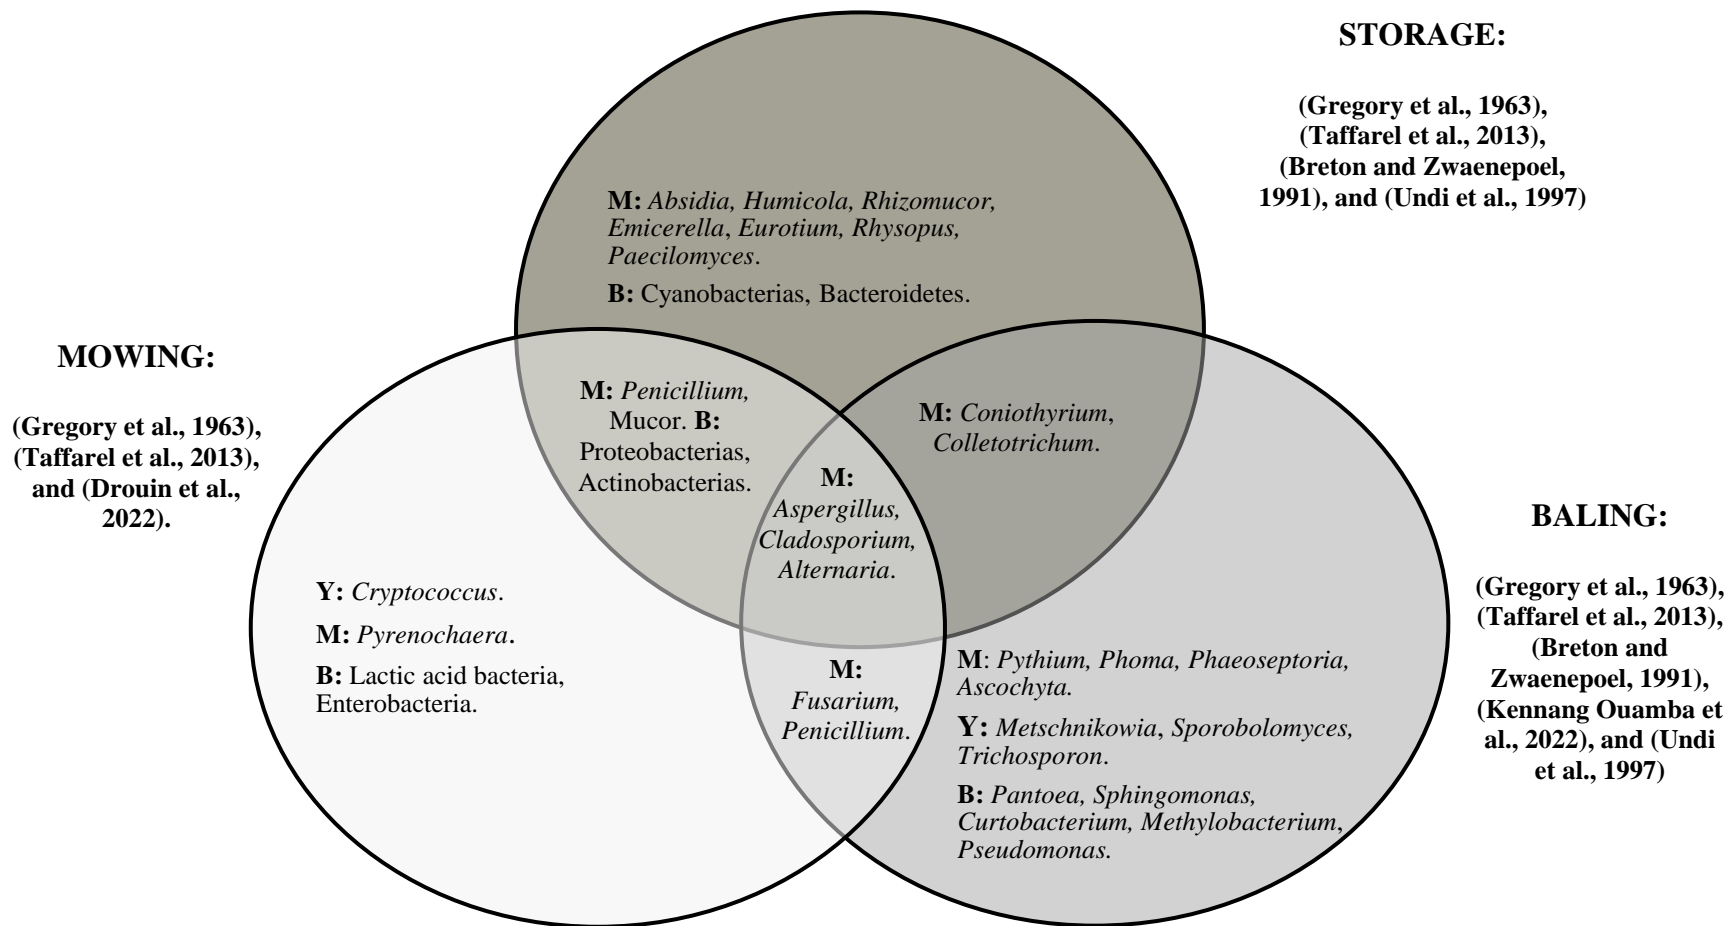 STORAGE:
(Gregory et al., 1963),
(Taffarel et al., 2013),
(Breton and Zwaenepoel,
1991), and (Undi et al., 1997)
M: Absidia, Humicola, Rhizomucor,
Emicerella, Eurotium, Rhysopus,
Paecilomyces.
B: Cyanobacterias, Bacteroidetes.
MOWING:
(Gregory et al., 1963),
(Taffarel et al., 2013),
and (Drouin et al.,
2022).
M: Penicillium,
Mucor. B:
Proteobacterias,
Actinobacterias.
M: Coniothyrium,
Colletotrichum.
M:
Aspergillus,
Cladosporium,
Alternaria.
BALING:
(Gregory et al., 1963),
(Taffarel et al., 2013),
(Breton and
Zwaenepoel, 1991),
(Kennang Ouamba et
al., 2022), and (Undi
et al., 1997)
Y: Cryptococcus.
M: Pyrenochaera.
B: Lactic acid bacteria,
Enterobacteria.
M:
Fusarium,
Penicillium.
M: Pythium, Phoma, Phaeoseptoria,
Ascochyta.
Y: Metschnikowia, Sporobolomyces,
Trichosporon.
B: Pantoea, Sphingomonas,
Curtobacterium, Methylobacterium,
Pseudomonas.